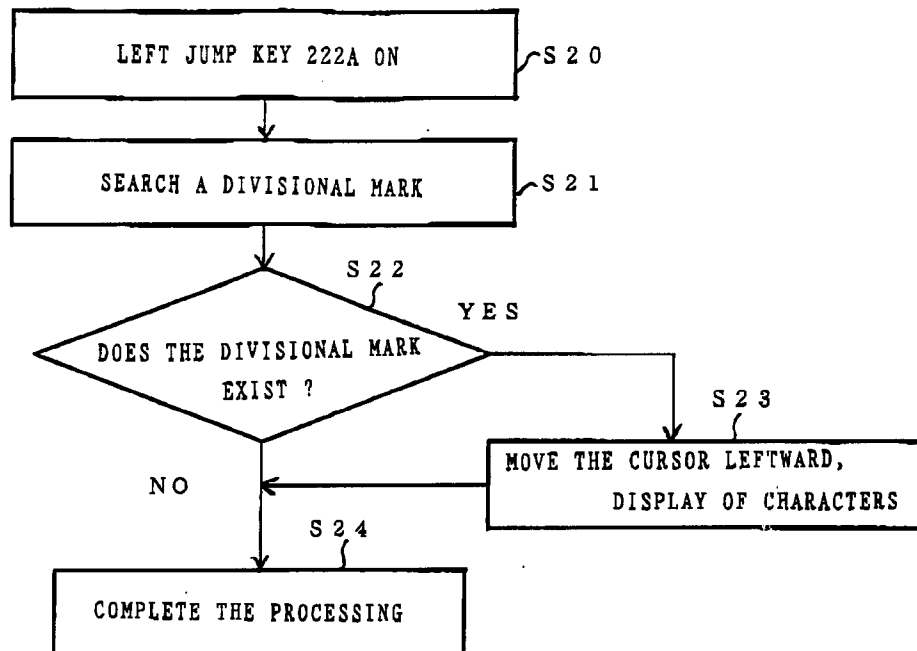 LEFT JUMP KEY 222A ON
S20
SEARCH A DIVISIONAL MARK
S21
S22
YES
DOES THE DIVISIONAL MARK
EXIST ?
S23
MOVE THE CURSOR LEFTWARD,
DISPLAY OF CHARACTERS
NO
S24
COMPLETE THE PROCESSING